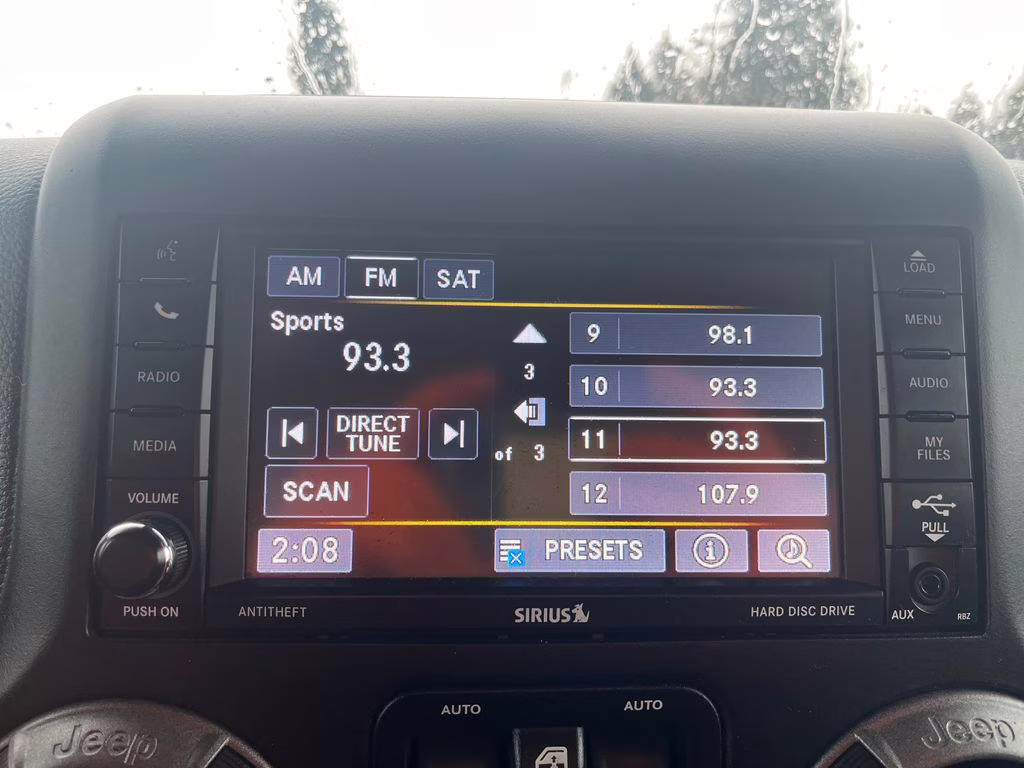 LOAD
MENU
AUDIO
MY
FILES
PULL
AUX
RBZ
RADIO
MEDIA
VOLUME
PUSH ON
AM FM SAT
Sports
93.3
DIRECT
TUNE
SCAN
2:08
3
of 3
9 98.1
10 93.3
11 93.3
12 107.9
PRESETS
i
ANTITHEFT
SIRIUS
HARD DISC DRIVE
AUTO
AUTO
Jeep
Jeep